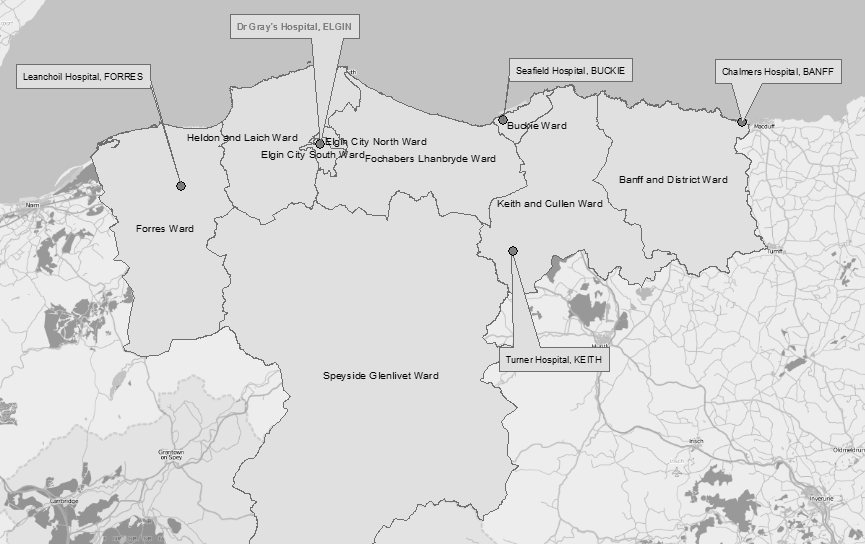 Dr Gray's Hospital, ELGIN
Leanchoil Hospital, FORRES
Seafield Hospital, BUCKIE
Chalmers Hospital, BANFF
Macduff
Buckie Ward
Heldon and Laich Ward
Elgin City North Ward
Elgin City South Ward
Fochabers Lhanbryde Ward
Banff and District Ward
Keith and Cullen Ward
Nairn
Forres Ward
Turriff
Turner Hospital, KEITH
Speyside Glenlivet Ward
Grantown
on Spey
Insch
Carrbridge
Inverurie